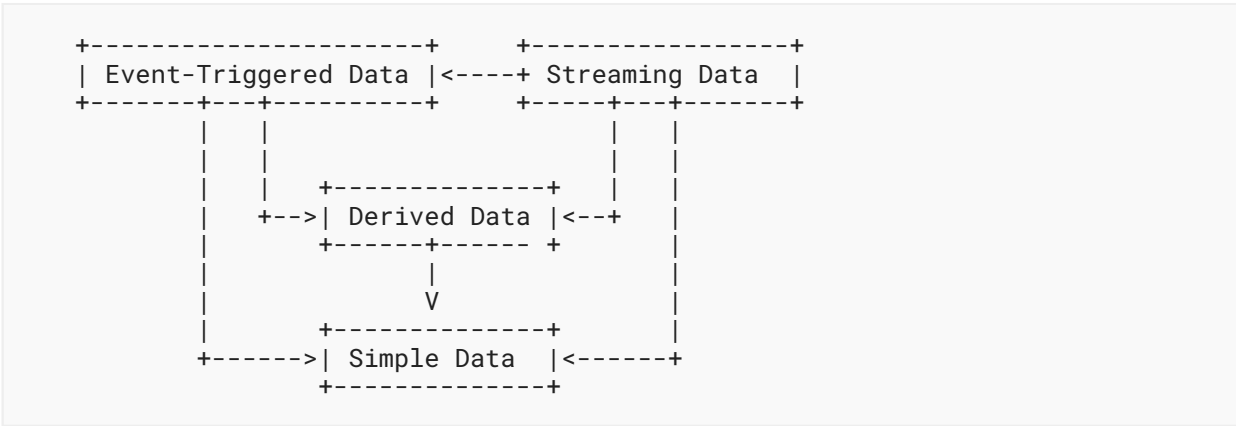 +----------------------+     +-----------------+
| Event-Triggered Data |<----+ Streaming Data  |
+-------+---+----------+     +-----+---+-------+
        |   |                      |   |
        |   |                      |   |
        |   |   +--------------+   |   |
        |   +-->| Derived Data |<--+   |
        |       +------+------ +       |
        |              |               |
        |              V               |
        |       +--------------+       |
        +------>| Simple Data  |<------+
                +--------------+